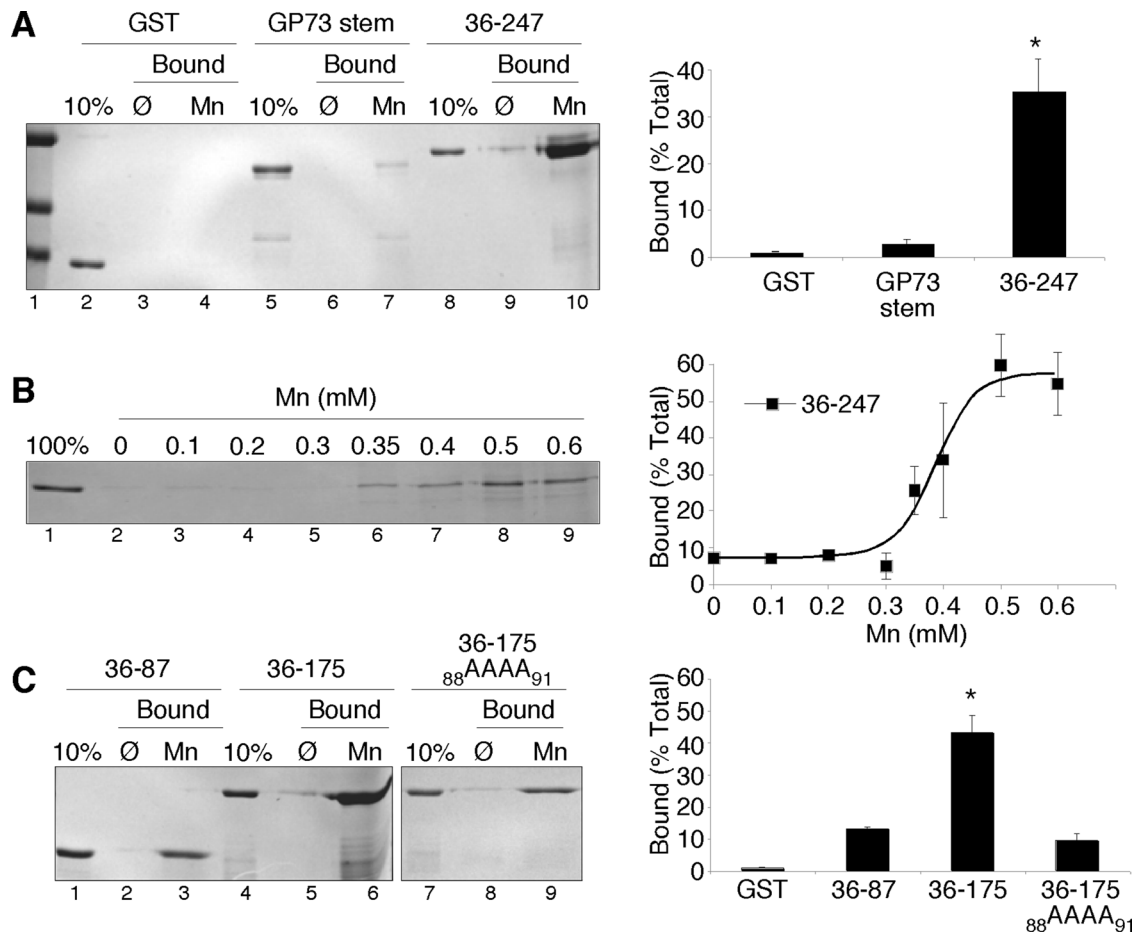 A
GST GP73 stem 36-247
Bound Bound Bound
10% Ø Mn 10% Ø Mn 10% Ø Mn
1 2 3 4 5 6 7 8 9 10
Bound (% Total)
40
30
20
10
0
*
GST GP73 stem 36-247
B
Mn (mM)
100% 0 0.1 0.2 0.3 0.35 0.4 0.5 0.6
1 2 3 4 5 6 7 8 9
Bound (% Total)
60
50
40
30
20
10
0
36-247
0 0.1 0.2 0.3 0.4 0.5 0.6
Mn (mM)
C
36-87 36-175 36-175
88AAAA91
Bound Bound Bound
10% Ø Mn 10% Ø Mn 10% Ø Mn
1 2 3 4 5 6 7 8 9
Bound (% Total)
60
50
40
30
20
10
0
*
GST 36-87 36-175 36-175
88AAAA91